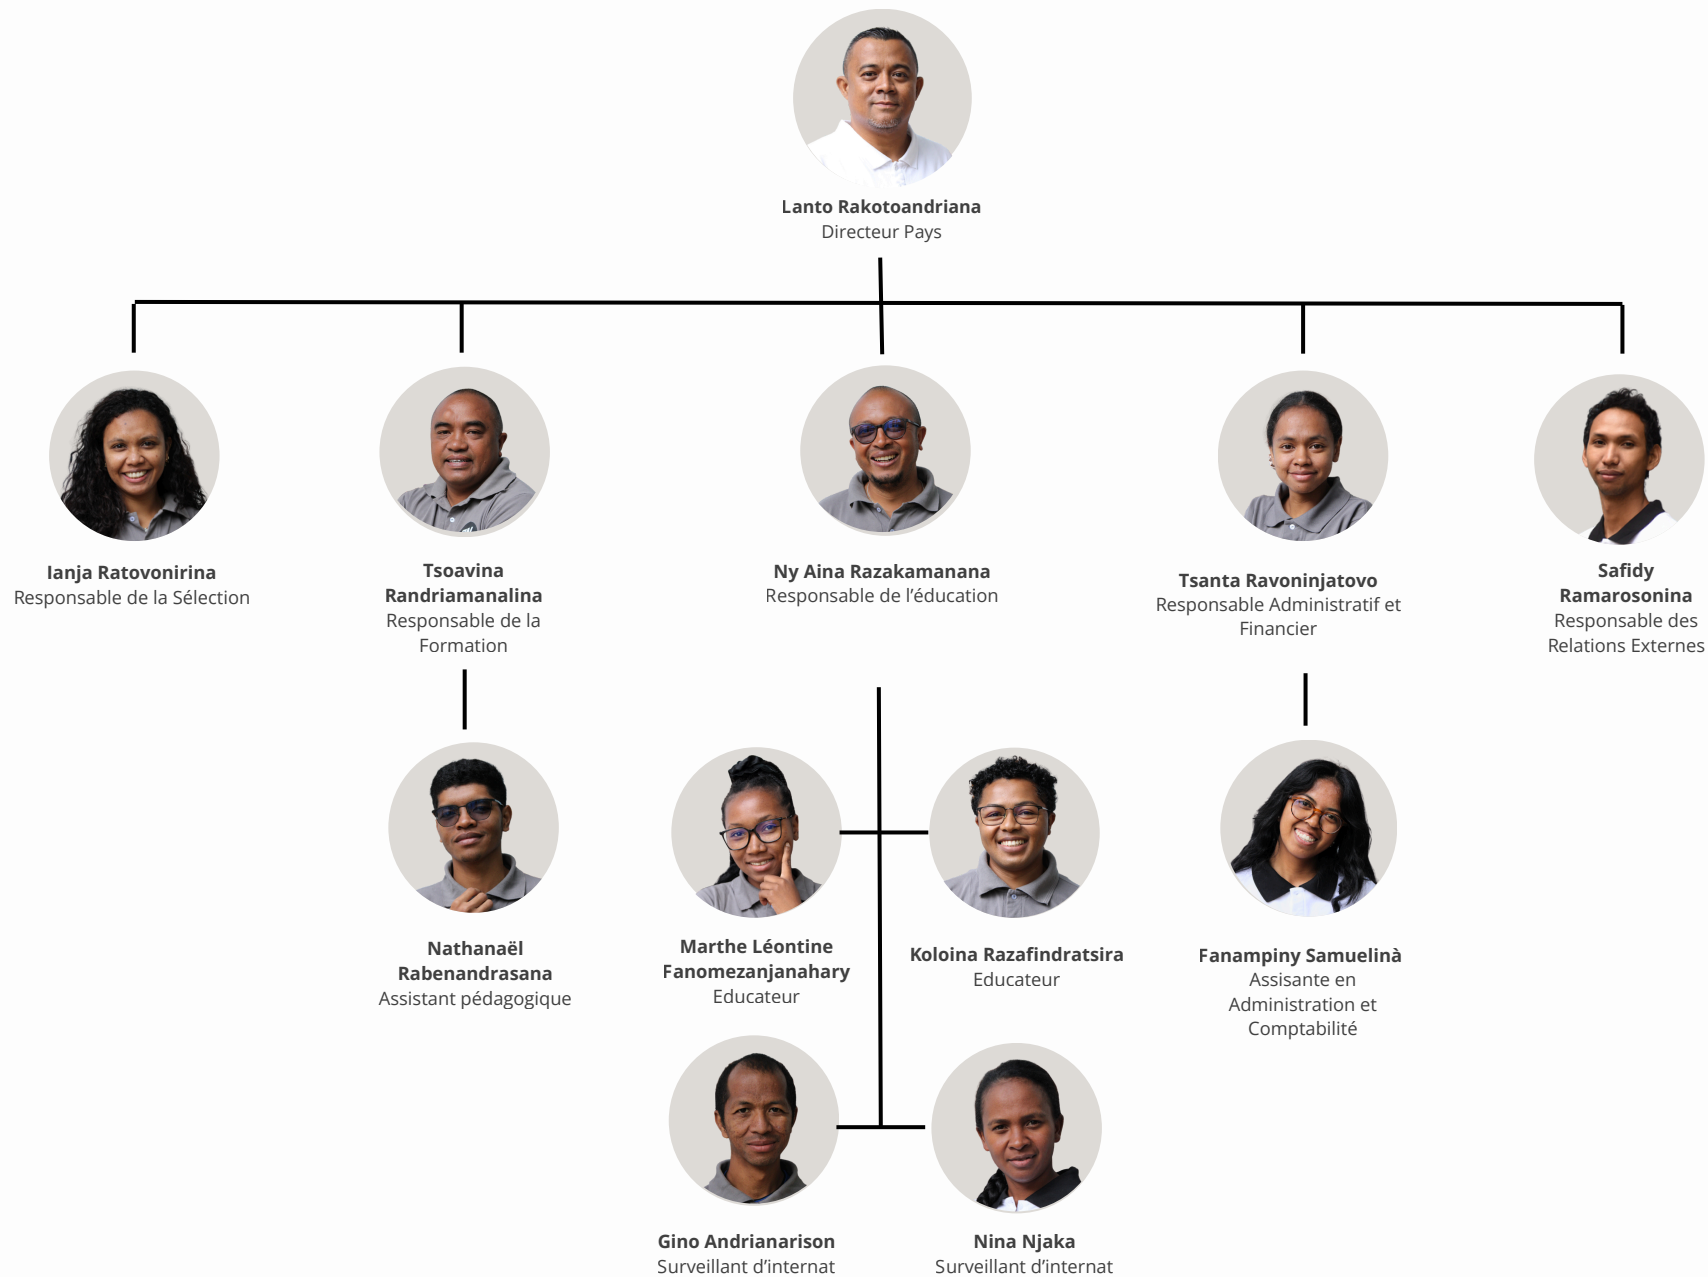 Lanto Rakotoandriana
Directeur Pays
Ianja Ratovonirina
Responsable de la Sélection
Tsoavina
Randriamanalina
Responsable de la
Formation
Ny Aina Razakamanana
Responsable de l’éducation
Tsanta Ravoninjatovo
Responsable Administratif et
Financier
Safidy
Ramarosonina
Responsable des
Relations Externes
Nathanaël
Rabenandrasana
Assistant pédagogique
Marthe Léontine
Fanomezanjanahary
Educateur
Koloina Razafindratsira
Educateur
Fanampiny Samuelinà
Assisante en
Administration et
Comptabilité
Gino Andrianarison
Surveillant d'internat
Nina Njaka
Surveillant d'internat